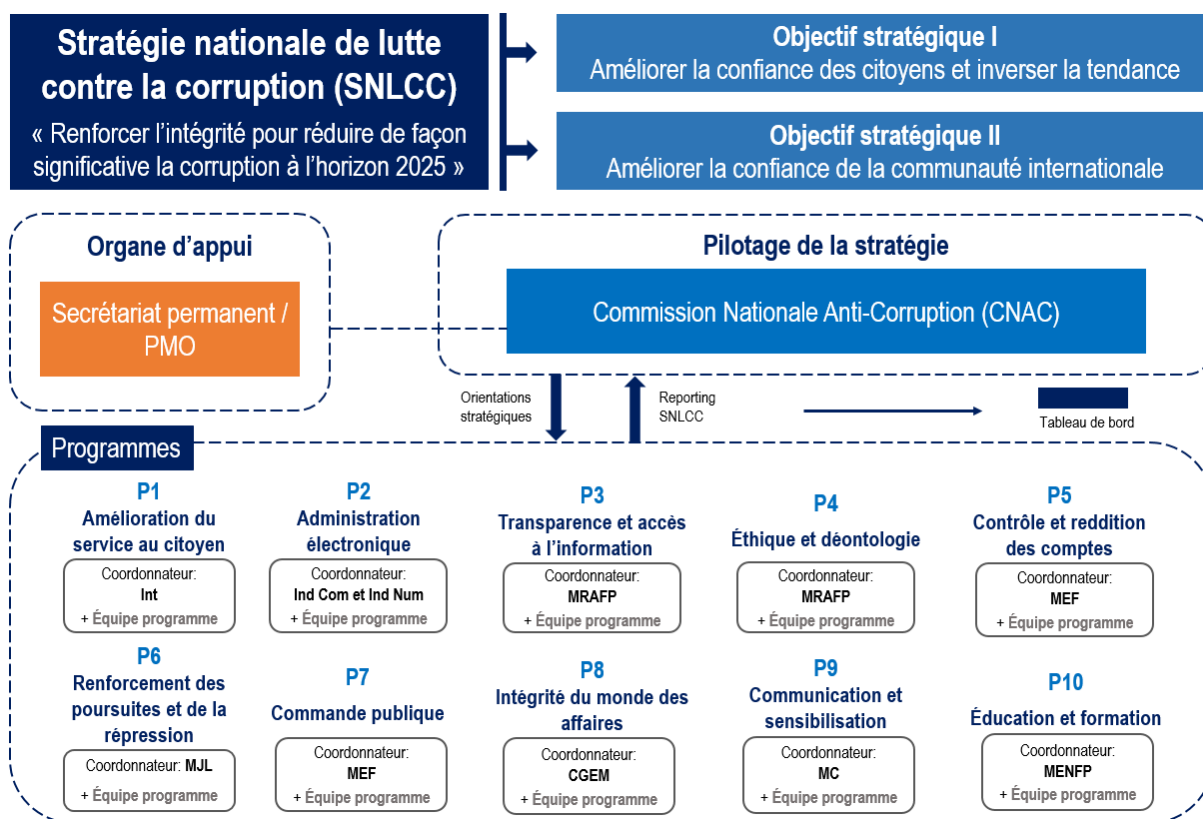 Stratégie nationale de lutte
contre la corruption (SNLCC)
« Renforcer l'intégrité pour réduire de façon
significative la corruption à l'horizon 2025 »
Objectif stratégique I
Améliorer la confiance des citoyens et inverser la tendance
Objectif stratégique II
Améliorer la confiance de la communauté internationale
Organe d'appui
Secrétariat permanent /
PMO
Pilotage de la stratégie
Commission Nationale Anti-Corruption (CNAC)
Orientations
stratégiques
Reporting
SNLCC
Tableau de bord
Programmes
P1
Amélioration du
service au citoyen
Coordonnateur:
Int
+ Équipe programme
P2
Administration
électronique
Coordonnateur:
Ind Com et Ind Num
+ Équipe programme
P3
Transparence et accès
à l'information
Coordonnateur:
MRAFP
+ Équipe programme
P4
Éthique et déontologie
Coordonnateur:
MRAFP
+ Équipe programme
P5
Contrôle et reddition
des comptes
Coordonnateur:
MEF
+ Équipe programme
P6
Renforcement des
poursuites et de la
répression
Coordonnateur: MJL
+ Équipe programme
P7
Commande publique
Coordonnateur:
MEF
+ Équipe programme
P8
Intégrité du monde des
affaires
Coordonnateur:
CGEM
+ Équipe programme
P9
Communication et
sensibilisation
Coordonnateur:
MC
+ Équipe programme
P10
Éducation et formation
Coordonnateur:
MENFP
+ Équipe programme